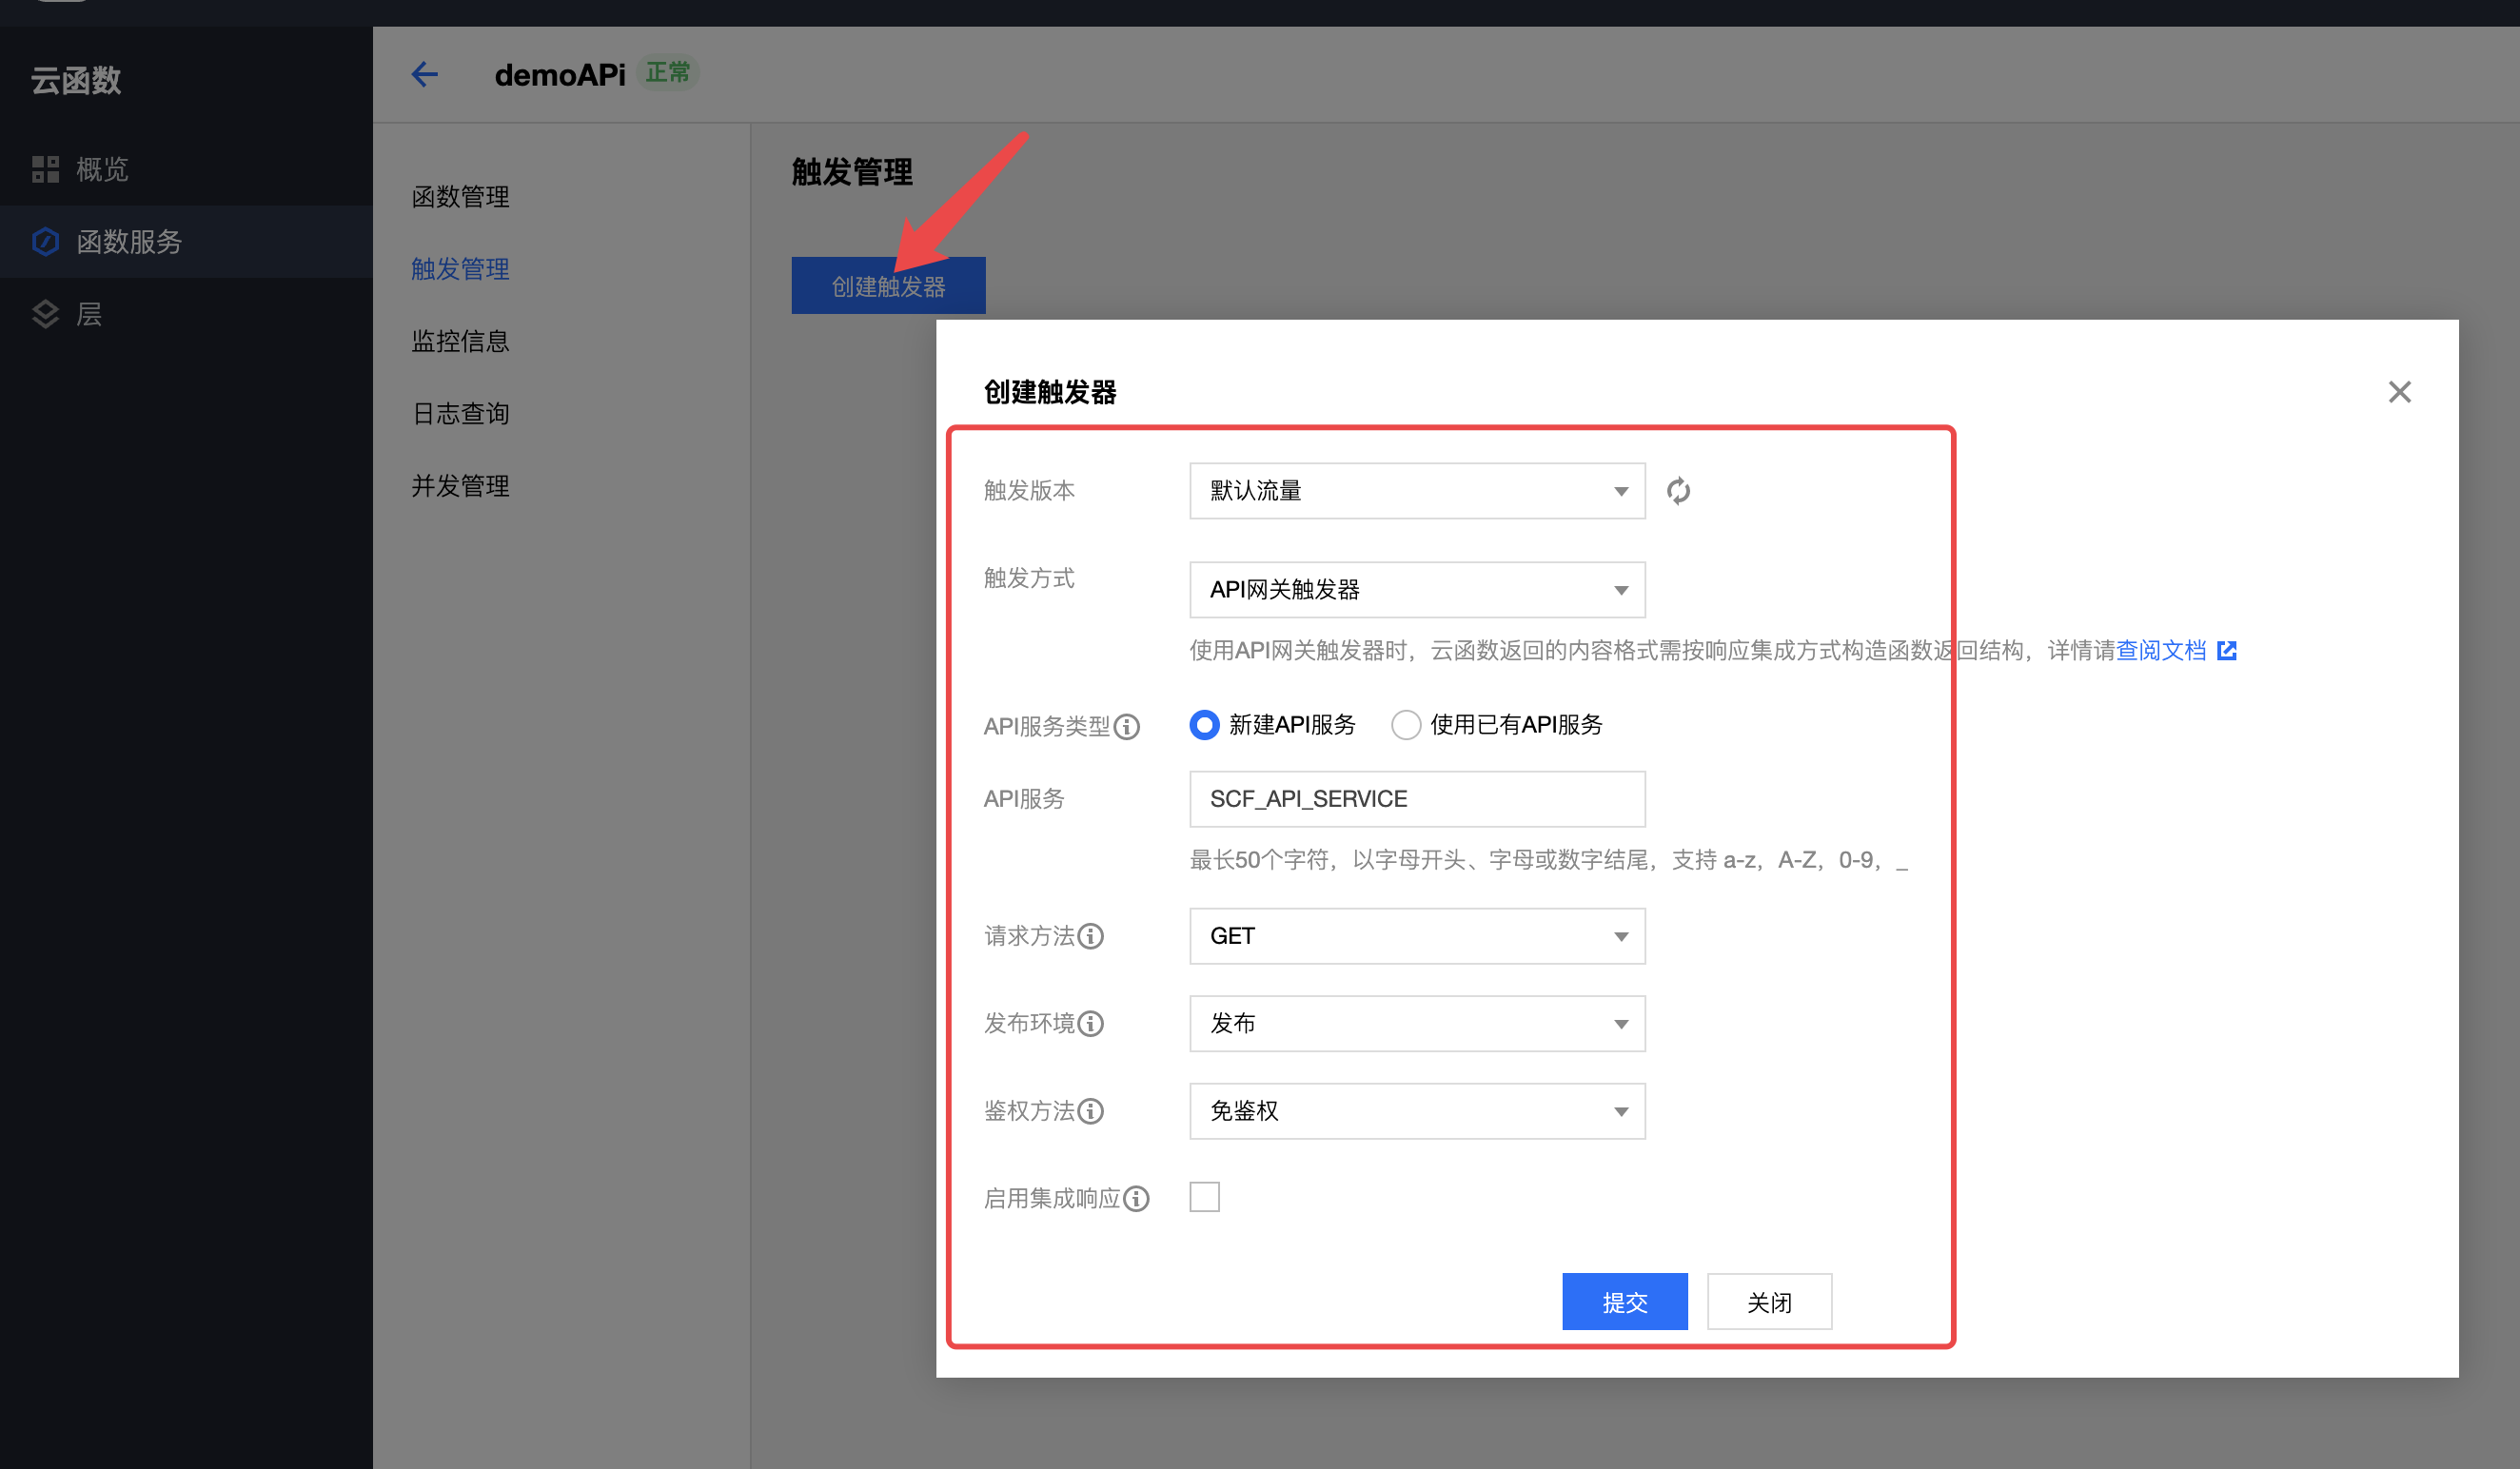 云函数
概览
函数服务
层
demoAPi 正常
函数管理
触发管理
监控信息
日志查询
并发管理
触发管理
创建触发器
创建触发器
触发版本 默认流量
触发方式 API网关触发器
使用API网关触发器时，云函数返回的内容格式需按响应集成方式构造函数返回结构，详情请查阅文档
API服务类型 新建API服务 使用已有API服务
API服务 SCF_API_SERVICE
最长50个字符，以字母开头、字母或数字结尾，支持 a-z，A-Z，0-9，_
请求方法 GET
发布环境 发布
鉴权方法 免鉴权
启用集成响应
提交 关闭